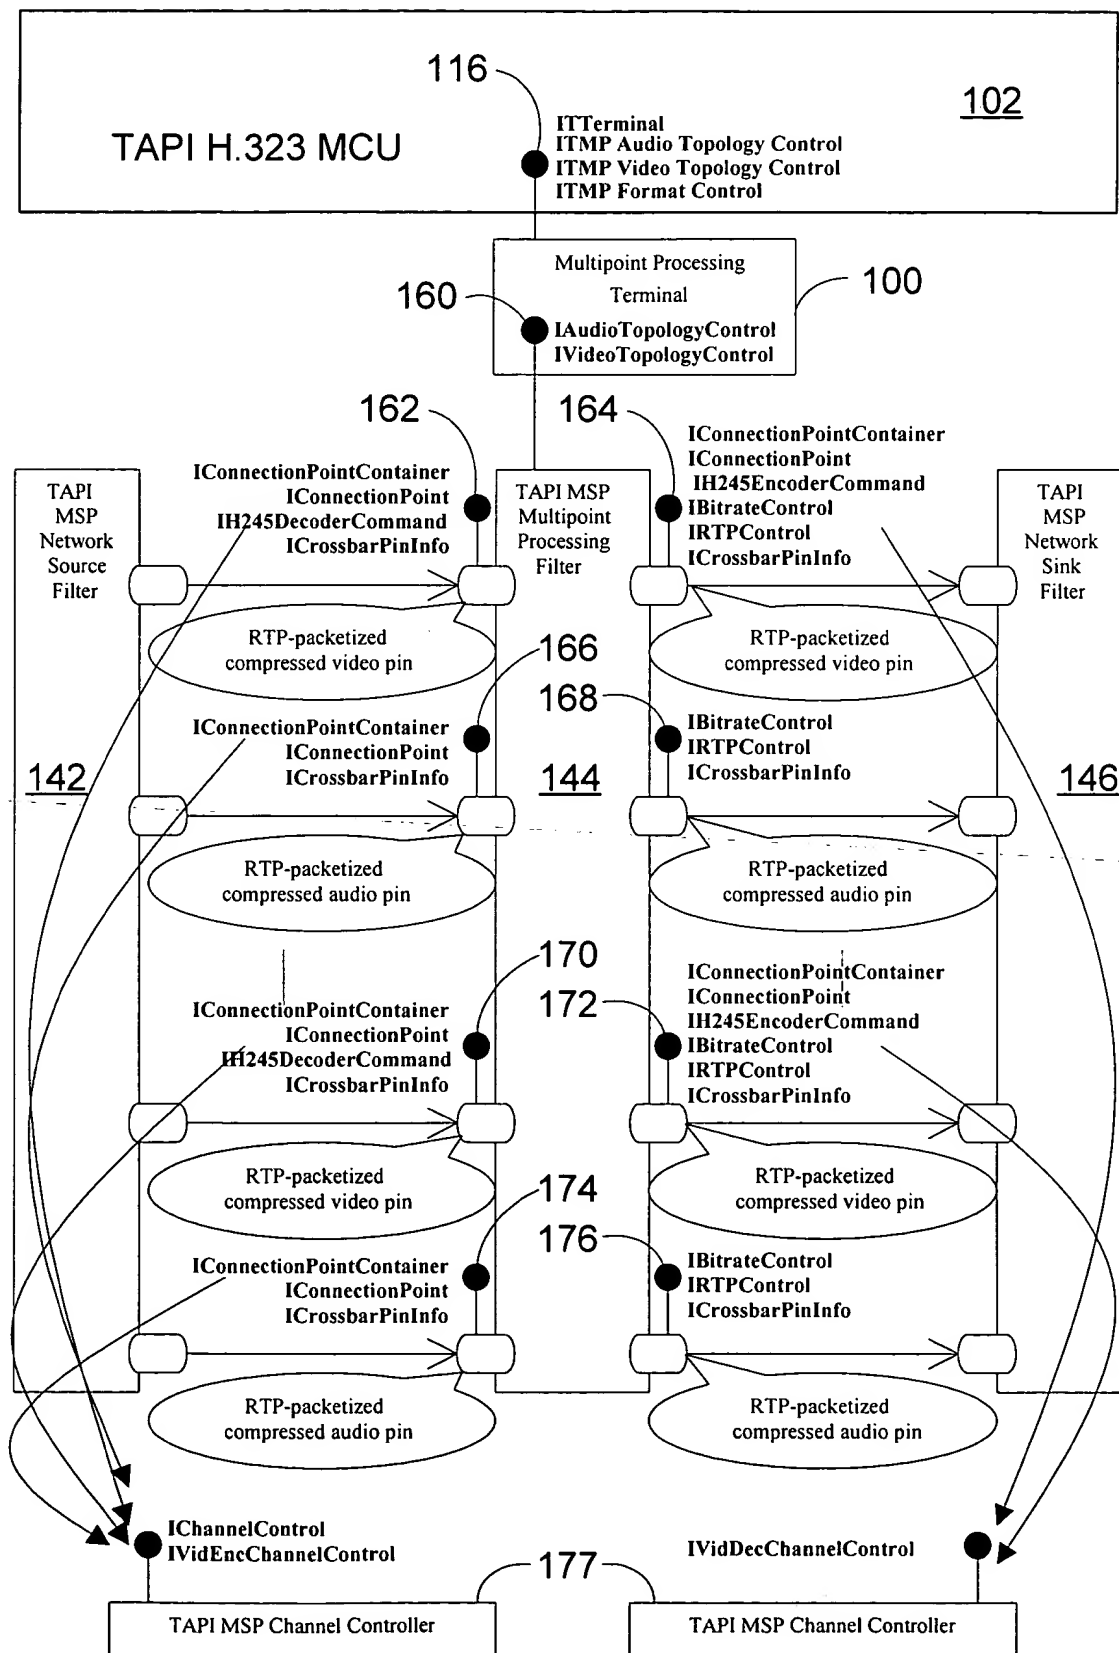 116
102
ITTerminal
TAPI H.323 MCU
ITMP Audio Topology Control
ITMP Video Topology Control
ITMP Format Control
Multipoint Processing
Terminal
160
100
IAudioTopologyControl
IVideoTopologyControl
162
164
IConnectionPointContainer
IConnectionPoint
IH245EncoderCommand
IBitrateControl
IRTPControl
ICrossbarPinInfo
IConnectionPointContainer
IConnectionPoint
IH245DecoderCommand
ICrossbarPinInfo
TAPI
MSP
Network
Source
Filter
TAPI MSP
Multipoint
Processing
Filter
TAPI
MSP
Network
Sink
Filter
RTP-packetized
compressed video pin
RTP-packetized
compressed video pin
166
168
IConnectionPointContainer
IConnectionPoint
ICrossbarPinInfo
IBitrateControl
IRTPControl
ICrossbarPinInfo
142
144
146
RTP-packetized
compressed audio pin
RTP-packetized
compressed audio pin
170
172
IConnectionPointContainer
IConnectionPoint
IH245DecoderCommand
ICrossbarPinInfo
IConnectionPointContainer
IConnectionPoint
IH245EncoderCommand
IBitrateControl
IRTPControl
ICrossbarPinInfo
RTP-packetized
compressed video pin
RTP-packetized
compressed video pin
174
176
IConnectionPointContainer
IConnectionPoint
ICrossbarPinInfo
IBitrateControl
IRTPControl
ICrossbarPinInfo
RTP-packetized
compressed audio pin
RTP-packetized
compressed audio pin
IChannelControl
IVidEncChannelControl
IVidDecChannelControl
177
TAPI MSP Channel Controller
TAPI MSP Channel Controller